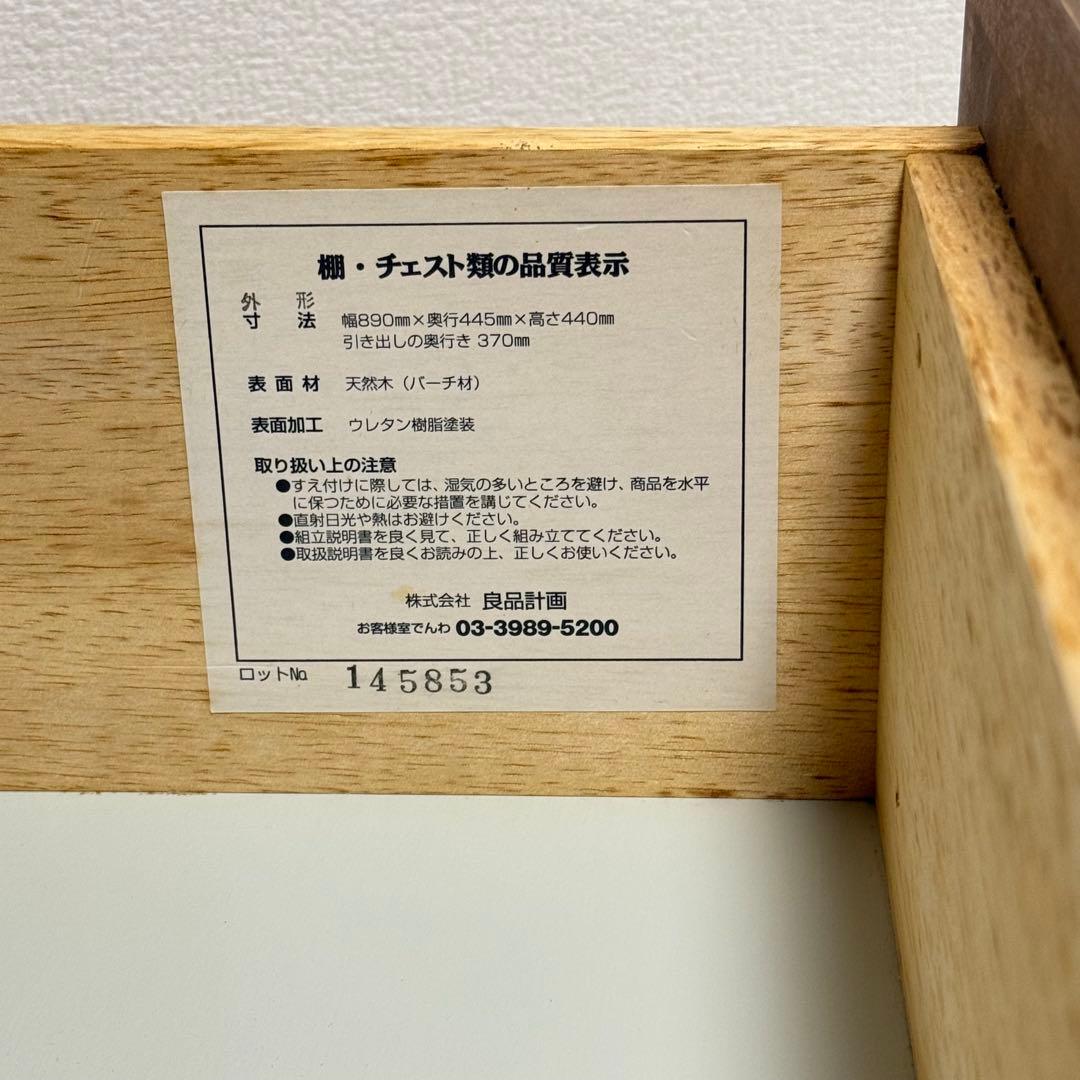 棚・チェスト類の品質表示
外形
寸法 幅890㎜×奥行445㎜×高さ440㎜
引き出しの奥行き 370㎜
表面材 天然木（バーチ材）
表面加工 ウレタン樹脂塗装
取り扱い上の注意
●すえ付けに際しては、湿気の多いところを避け、商品を水平
に保つために必要な措置を講じてください。
●直射日光や熱はお避けください。
●組立説明書を良く見て、正しく組み立ててください。
●取扱説明書を良くお読みの上、正しくお使いください。
株式会社 良品計画
お客様室でんわ 03-3989-5200
ロット№ 145853